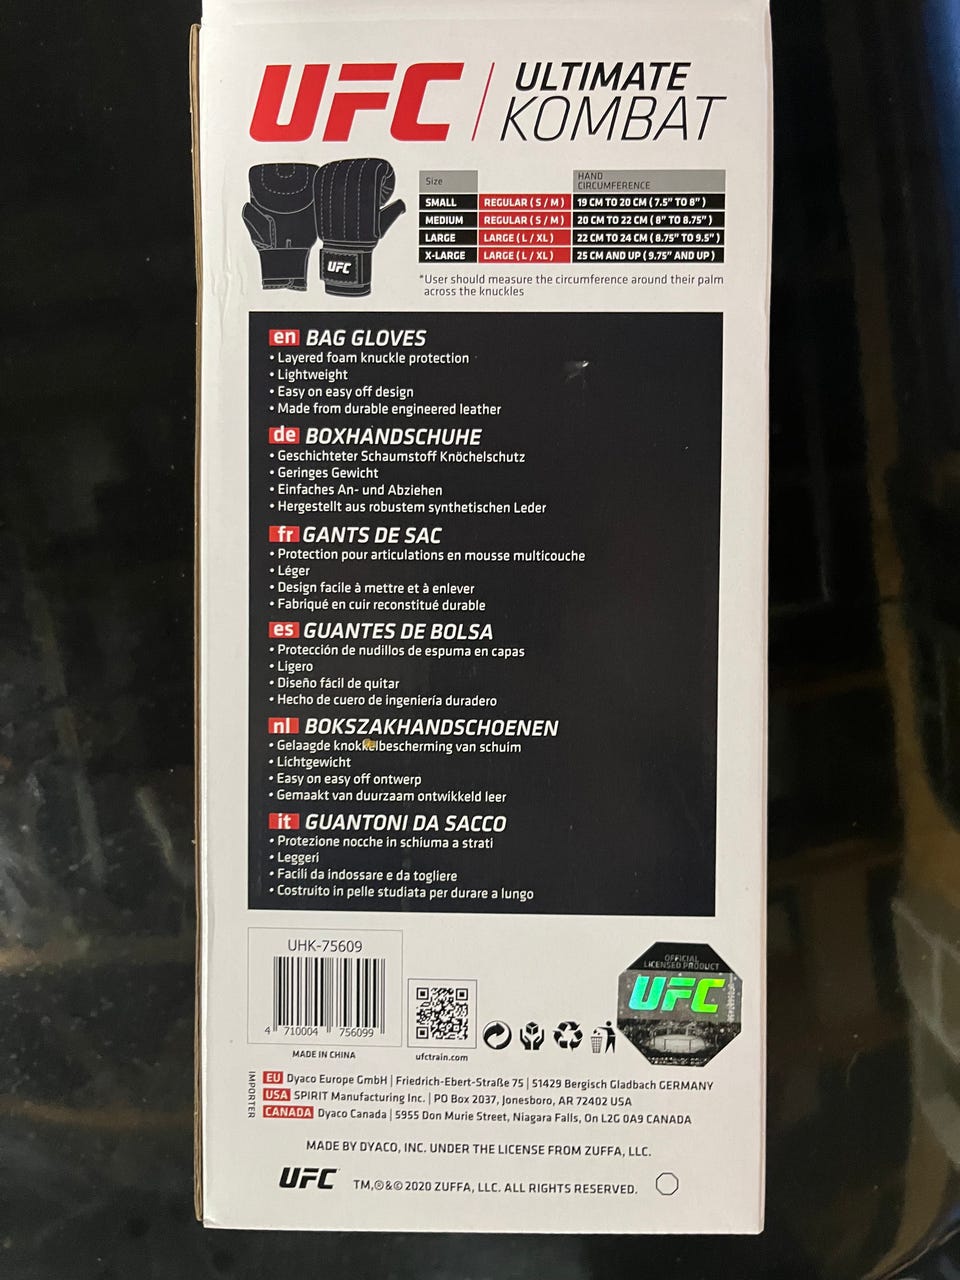 UFC ULTIMATE
KOMBAT
UFC
Size HAND CIRCUMFERENCE
SMALL REGULAR ( S / M ) 19 CM TO 20 CM ( 7.5" TO 8" )
MEDIUM REGULAR ( S / M ) 20 CM TO 22 CM ( 8" TO 8.75" )
LARGE LARGE ( L / XL ) 22 CM TO 24 CM ( 8.75" TO 9.5" )
X-LARGE LARGE ( L / XL ) 25 CM AND UP ( 9.75" AND UP )
*User should measure the circumference around their palm
across the knuckles
en BAG GLOVES
• Layered foam knuckle protection
• Lightweight
• Easy on easy off design
• Made from durable engineered leather
de BOXHANDSCHUHE
• Geschichteter Schaumstoff Knöchelschutz
• Geringes Gewicht
• Einfaches An- und Abziehen
• Hergestellt aus robustem synthetischen Leder
fr GANTS DE SAC
• Protection pour articulations en mousse multicouche
• Léger
• Design facile à mettre et à enlever
• Fabriqué en cuir reconstitué durable
es GUANTES DE BOLSA
• Protección de nudillos de espuma en capas
• Ligero
• Diseño fácil de quitar
• Hecho de cuero de ingeniería duradero
nl BOKSZAKHANDSCHOENEN
• Gelaagde knokkelbescherming van schuim
• Lichtgewicht
• Easy on easy off ontwerp
• Gemaakt van duurzaam ontwikkeld leer
it GUANTONI DA SACCO
• Protezione nocche in schiuma a strati
• Leggeri
• Facili da indossare e da togliere
• Costruito in pelle studiata per durare a lungo
UHK-75609
4 710004 756099
MADE IN CHINA
ufctrain.com
OFFICIAL
LICENSED PRODUCT
UFC
IMPORTER
EU Dyaco Europe GmbH | Friedrich-Ebert-Straße 75 | 51429 Bergisch Gladbach GERMANY
USA SPIRIT Manufacturing Inc. | PO Box 2037, Jonesboro, AR 72402 USA
CANADA Dyaco Canada | 5955 Don Murie Street, Niagara Falls, On L2G 0A9 CANADA
MADE BY DYACO, INC. UNDER THE LICENSE FROM ZUFFA, LLC.
UFC TM,®&© 2020 ZUFFA, LLC. ALL RIGHTS RESERVED.